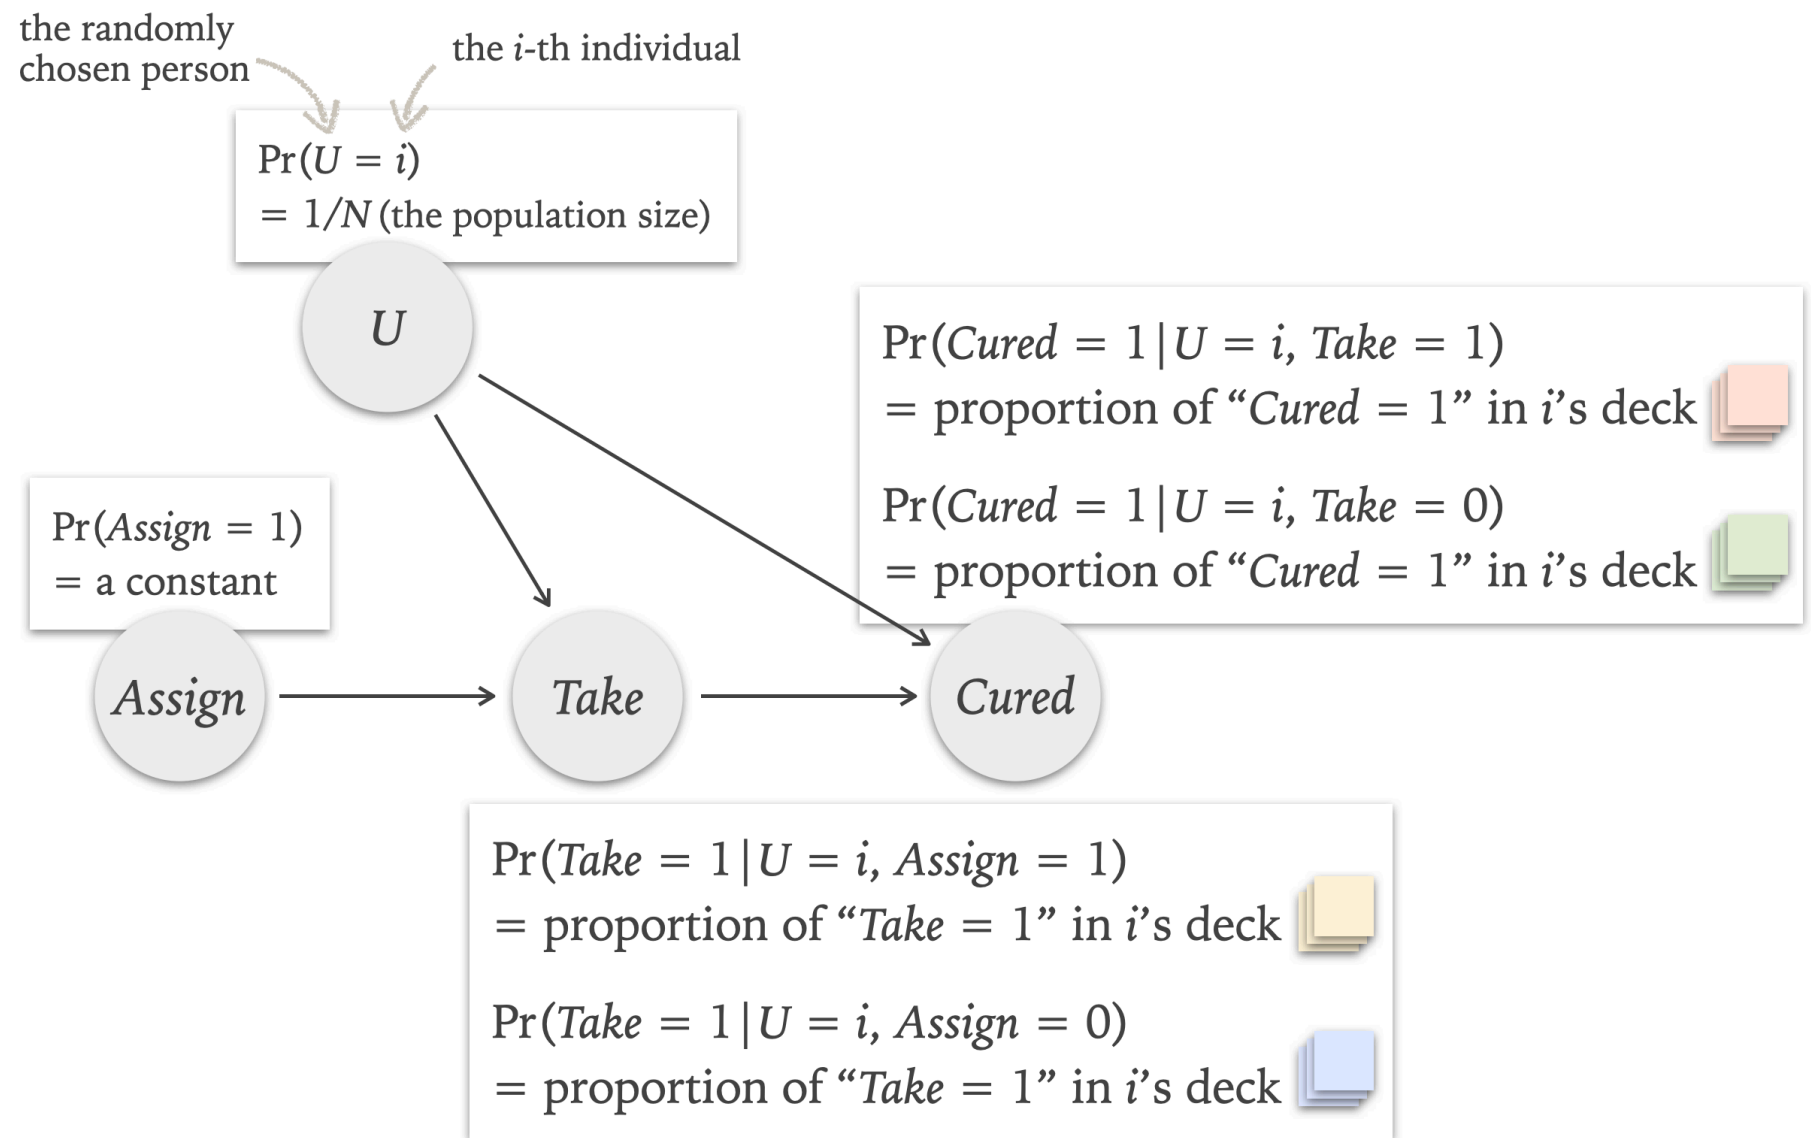 the randomly
chosen person
the i-th individual
Pr(U = i)
= 1/N (the population size)
U
Pr(Cured = 1|U = i, Take = 1)
= proportion of “Cured = 1” in i’s deck
Pr(Cured = 1|U = i, Take = 0)
= proportion of “Cured = 1” in i’s deck
Pr(Assign = 1)
= a constant
Assign
Take
Cured
Pr(Take = 1|U = i, Assign = 1)
= proportion of “Take = 1” in i’s deck
Pr(Take = 1|U = i, Assign = 0)
= proportion of “Take = 1” in i’s deck